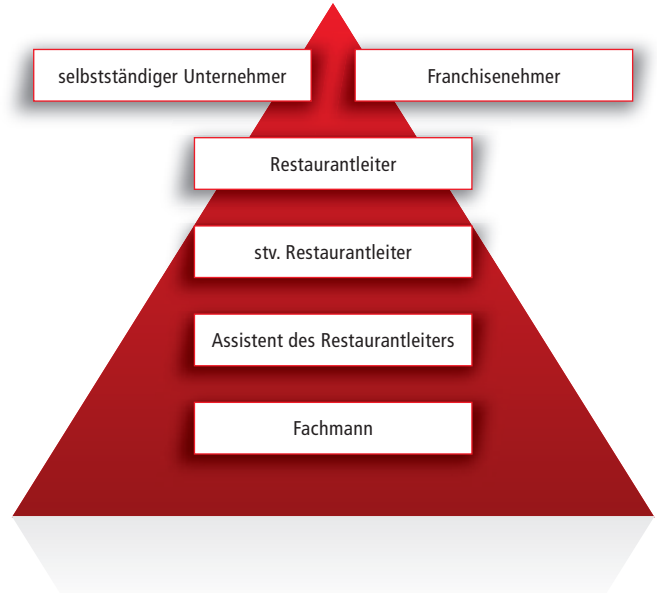 selbstständiger Unternehmer
Franchisenehmer
Restaurantleiter
stv. Restaurantleiter
Assistent des Restaurantleiters
Fachmann